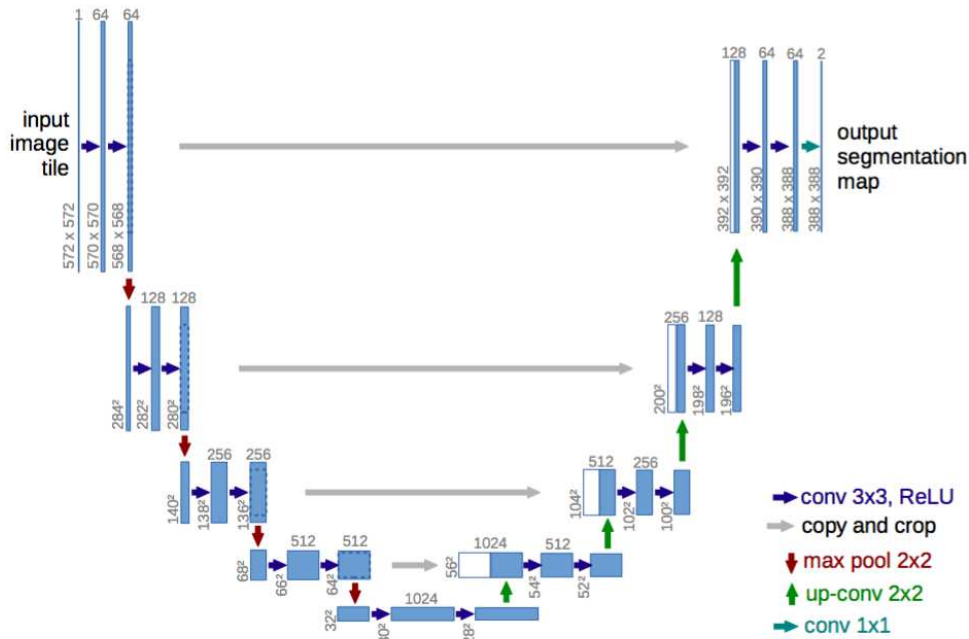 1 64 64
input
image
tile
572 x 572
570 x 570
568 x 568
128 64 64 2
output
segmentation
map
392 x 392
390 x 390
388 x 388
388 x 388
128 128
284²
282²
280²
256 128
200²
198²
196²
256 256
140²
138²
136²
512 256
104²
102²
100²
512 512
68²
66²
64²
1024 512
56²
54²
52²
1024
32²
conv 3x3, ReLU
copy and crop
max pool 2x2
up-conv 2x2
conv 1x1